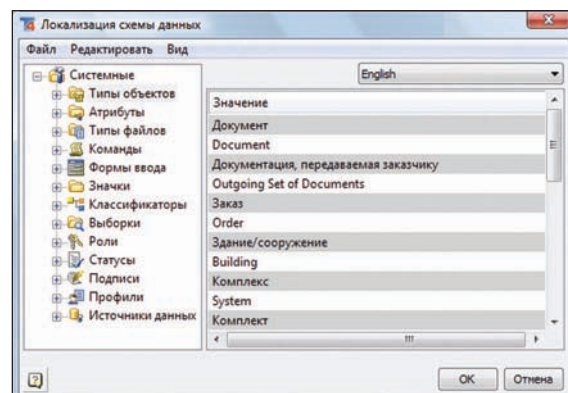 Локализация схемы данных
Файл Редактировать Вид
Системные
Типы объектов
Атрибуты
Типы файлов
Команды
Формы ввода
Значки
Классификаторы
Выборки
Роли
Статусы
Подписи
Профили
Источники данных
English
Значение
Документ
Document
Документация, передаваемая заказчику
Outgoing Set of Documents
Заказ
Order
Здание/сооружение
Building
Комплекс
System
Комплект
OK Отмена